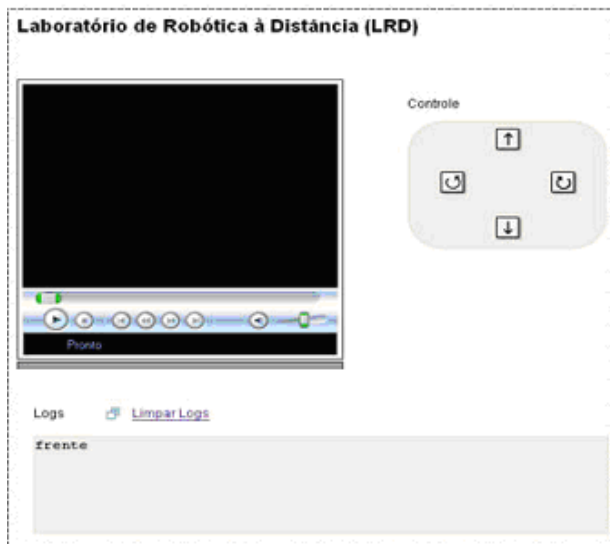 Laboratório de Robótica à Distância (LRD)
Controle
Pronto
Logs Limpar Logs
frente